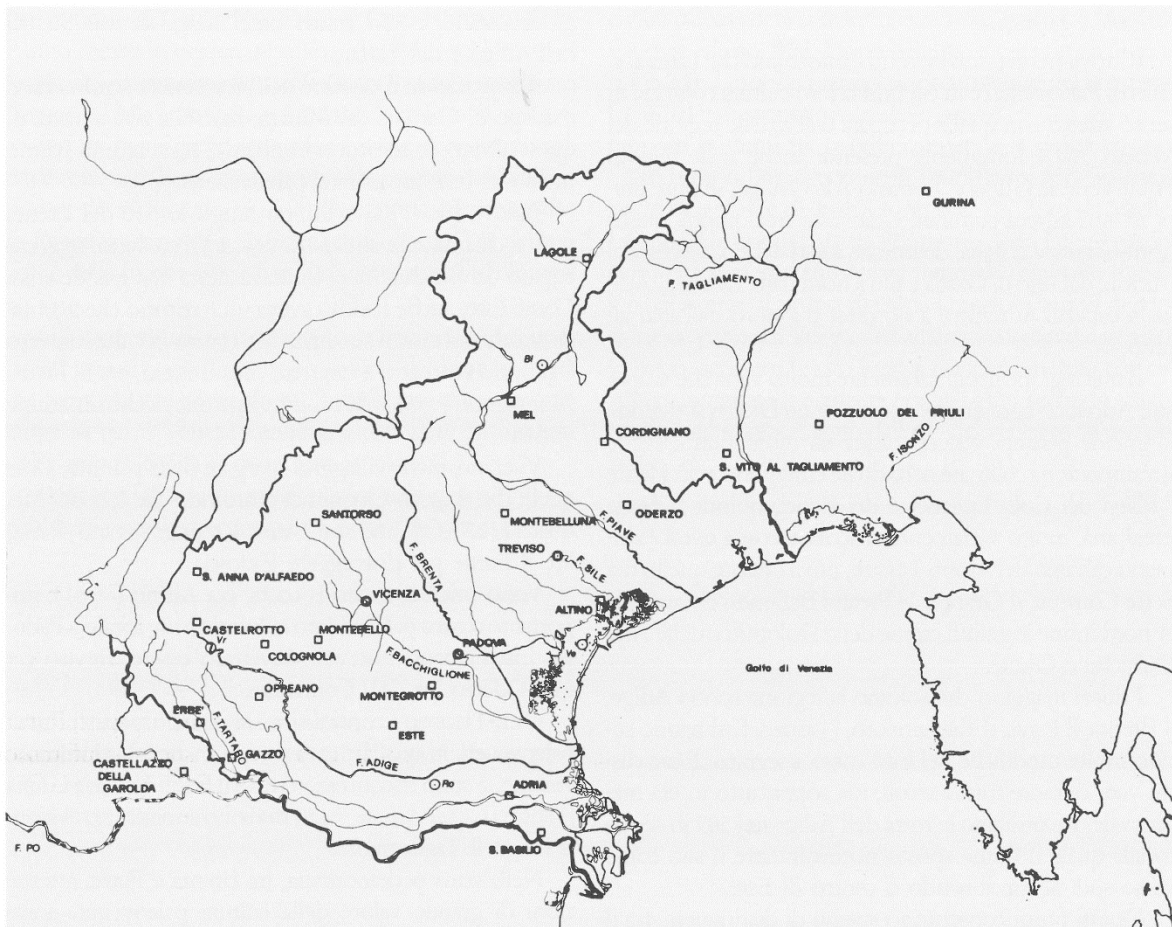 GURINA
LAGOLE
F. TAGLIAMENTO
Bl
MEL
POZZUOLO DEL FRIULI
CORDIGNANO
F. ISONZO
S. VITO AL TAGLIAMENTO
SANTORSO
MONTEBELLUNA
ODERZO
F. PIAVE
TREVISO
F. BRENTA
F. SILE
S. ANNA D'ALFAEDO
VICENZA
ALTINO
CASTELROTTO
MONTEBELLO
Vr
COLOGNOLA
PADOVA
Ve
F. BACCHIGLIONE
Golfo di Venezia
OPPEANO
MONTEGROTTO
ERBE'
F. TARTARO
ESTE
GAZZO
CASTELLAZZO
DELLA
GAROLDA
F. ADIGE
Ro
ADRIA
F. PO
S. BASILIO